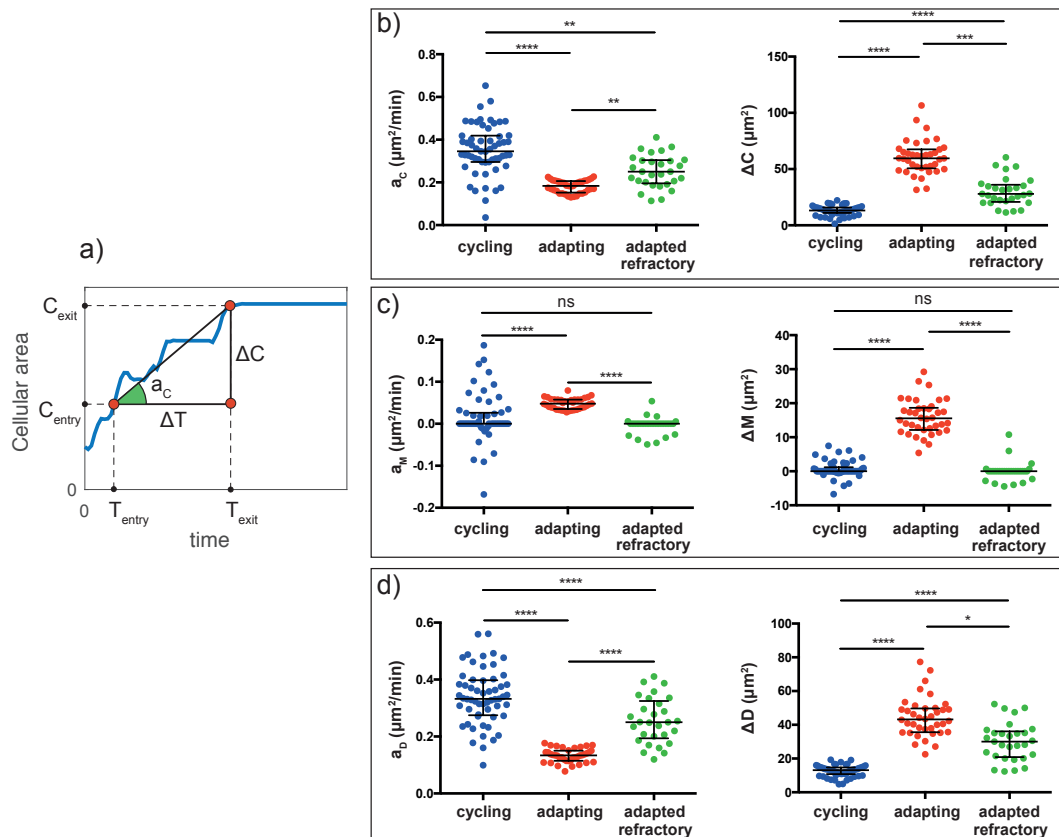 a)
Cellular area
C_exit
C_entry
0
0
T_entry
T_exit
time
a_C
ΔC
ΔT
b)
a_C (μm²/min)
0.8
0.6
0.4
0.2
0.0
**
****
**
cycling
adapting
adapted
refractory
ΔC (μm²)
150
100
50
0
****
****
***
cycling
adapting
adapted
refractory
c)
a_M (μm²/min)
0.2
0.1
0.0
-0.1
-0.2
ns
****
****
cycling
adapting
adapted
refractory
ΔM (μm²)
40
30
20
10
0
-10
ns
****
****
cycling
adapting
adapted
refractory
d)
a_D (μm²/min)
0.6
0.4
0.2
0.0
****
****
****
cycling
adapting
adapted
refractory
ΔD (μm²)
100
80
60
40
20
0
****
****
*
cycling
adapting
adapted
refractory